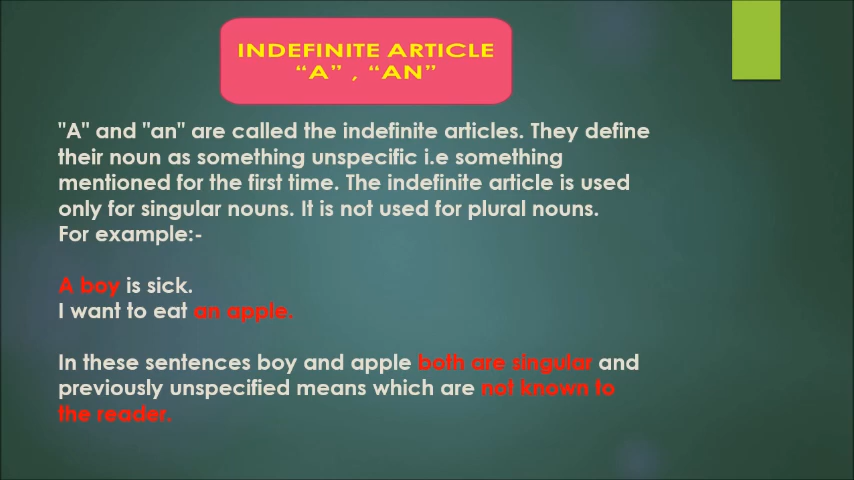 INDEFINITE ARTICLE
“A” , “AN”
"A" and "an" are called the indefinite articles. They define
their noun as something unspecific i.e something
mentioned for the first time. The indefinite article is used
only for singular nouns. It is not used for plural nouns.
For example:-
A boy is sick.
I want to eat an apple.
In these sentences boy and apple both are singular and
previously unspecified means which are not known to
the reader.